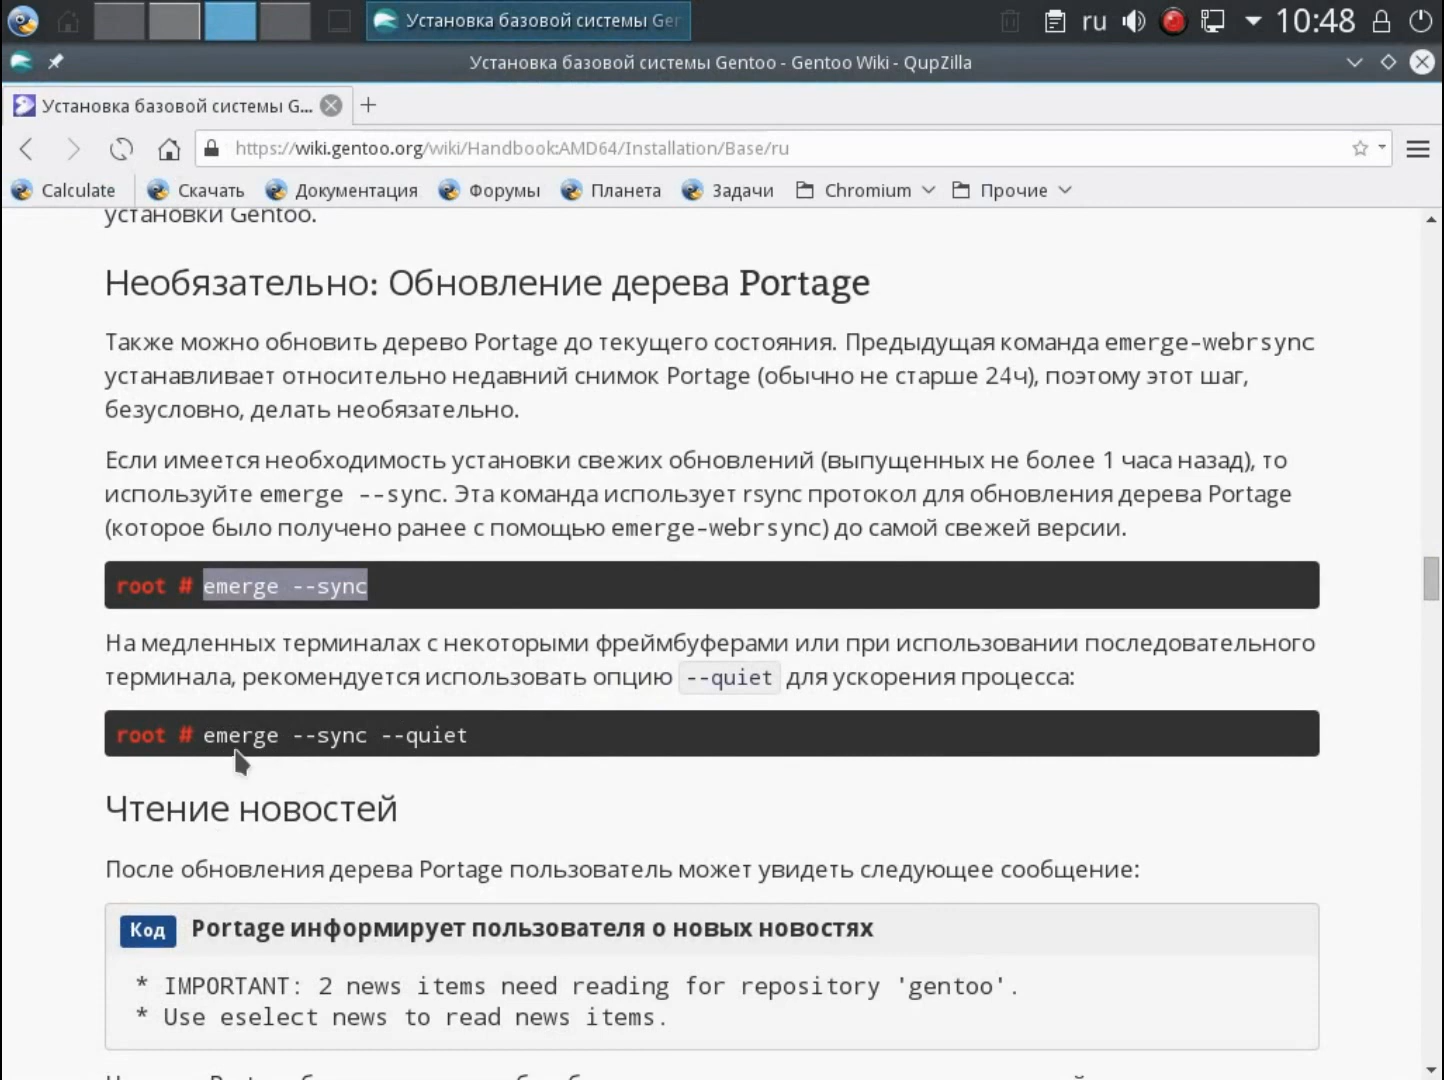 Установка базовой системы Gen
ru
10:48
Установка базовой системы Gentoo - Gentoo Wiki - QupZilla
Установка базовой системы G...
https://wiki.gentoo.org/wiki/Handbook:AMD64/Installation/Base/ru
Calculate Скачать Документация Форумы Планета Задачи Chromium Прочие
установки Gentoo.
Необязательно: Обновление дерева Portage
Также можно обновить дерево Portage до текущего состояния. Предыдущая команда emerge-webrsync
устанавливает относительно недавний снимок Portage (обычно не старше 24ч), поэтому этот шаг,
безусловно, делать необязательно.
Если имеется необходимость установки свежих обновлений (выпущенных не более 1 часа назад), то
используйте emerge --sync. Эта команда использует rsync протокол для обновления дерева Portage
(которое было получено ранее с помощью emerge-webrsync) до самой свежей версии.
root # emerge --sync
На медленных терминалах с некоторыми фреймбуферами или при использовании последовательного
терминала, рекомендуется использовать опцию --quiet для ускорения процесса:
root # emerge --sync --quiet
Чтение новостей
После обновления дерева Portage пользователь может увидеть следующее сообщение:
Код Portage информирует пользователя о новых новостях
* IMPORTANT: 2 news items need reading for repository 'gentoo'.
* Use eselect news to read news items.